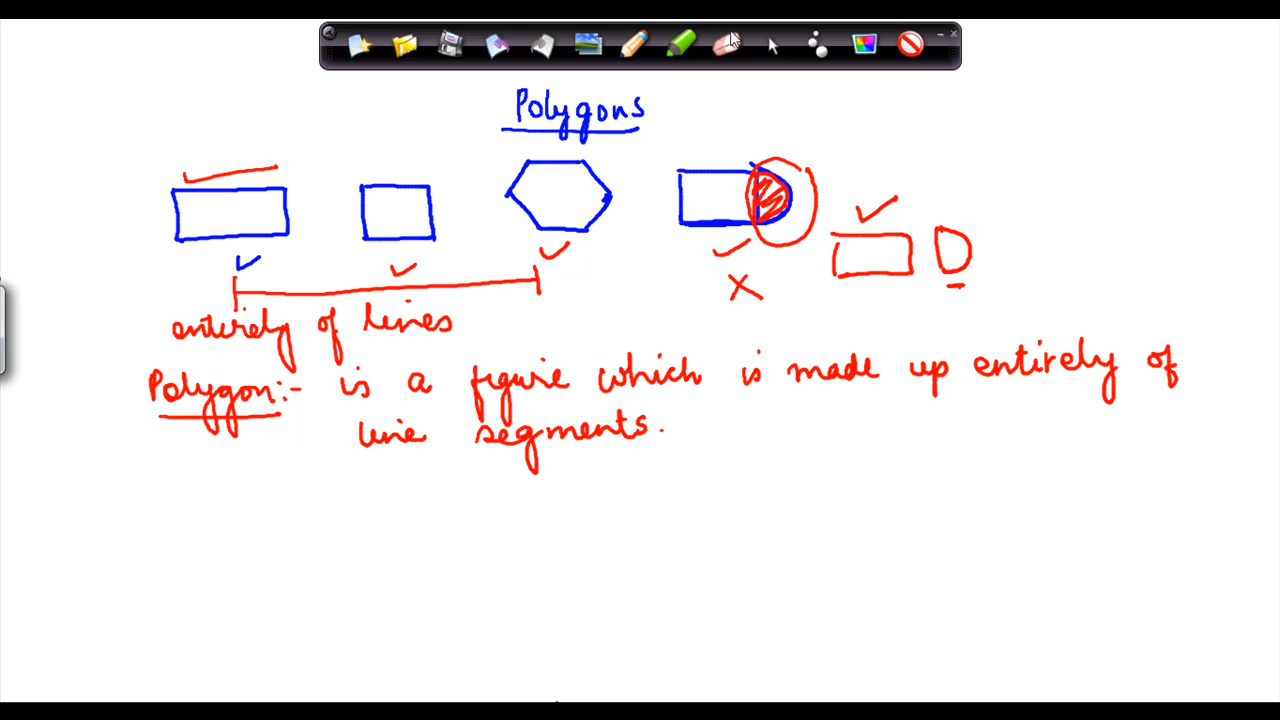 Polygons
entirely of lines
Polygon:- is a figure which is made up entirely of
line segments.